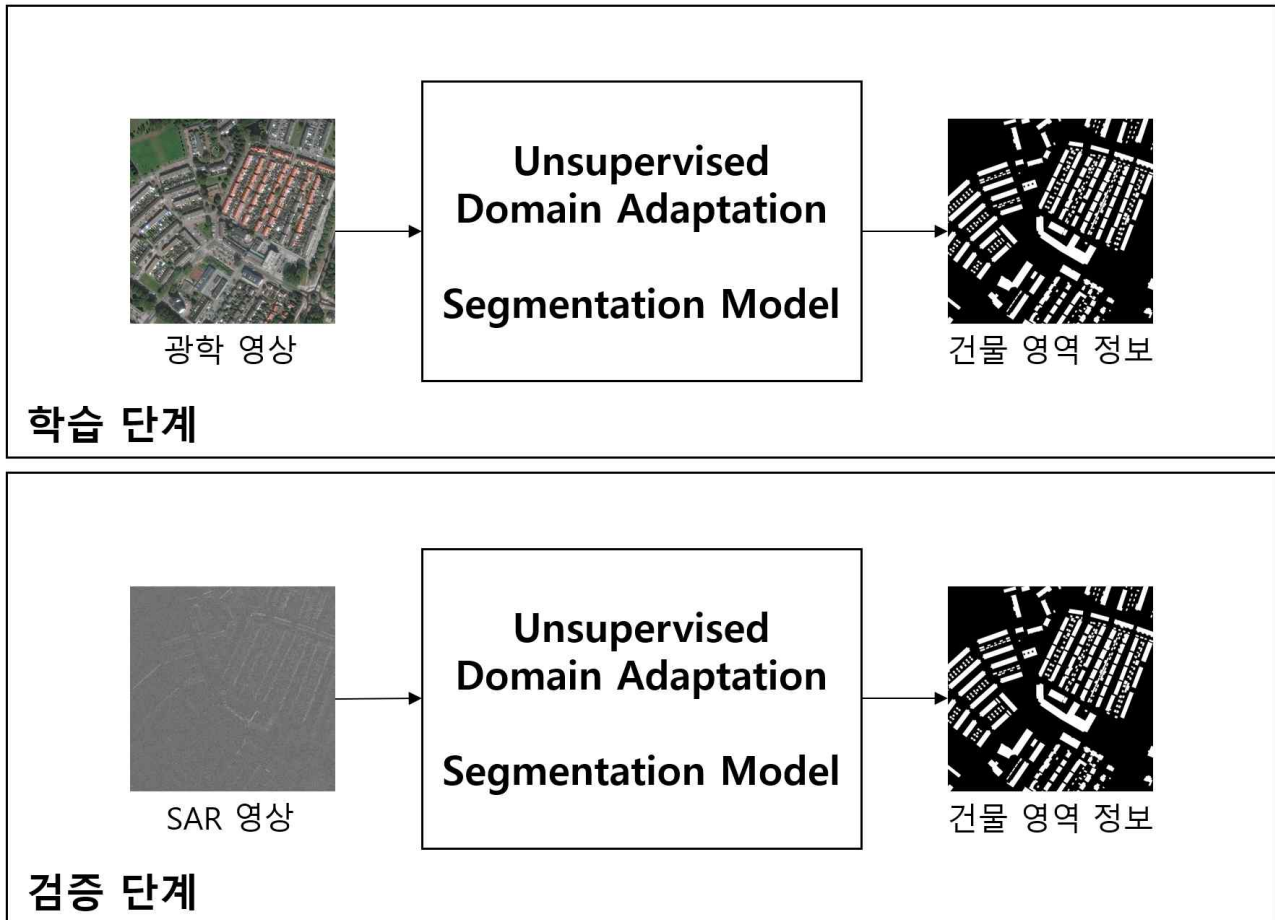 Unsupervised
Domain Adaptation
Segmentation Model
광학 영상
건물 영역 정보
학습 단계
Unsupervised
Domain Adaptation
Segmentation Model
SAR 영상
건물 영역 정보
검증 단계